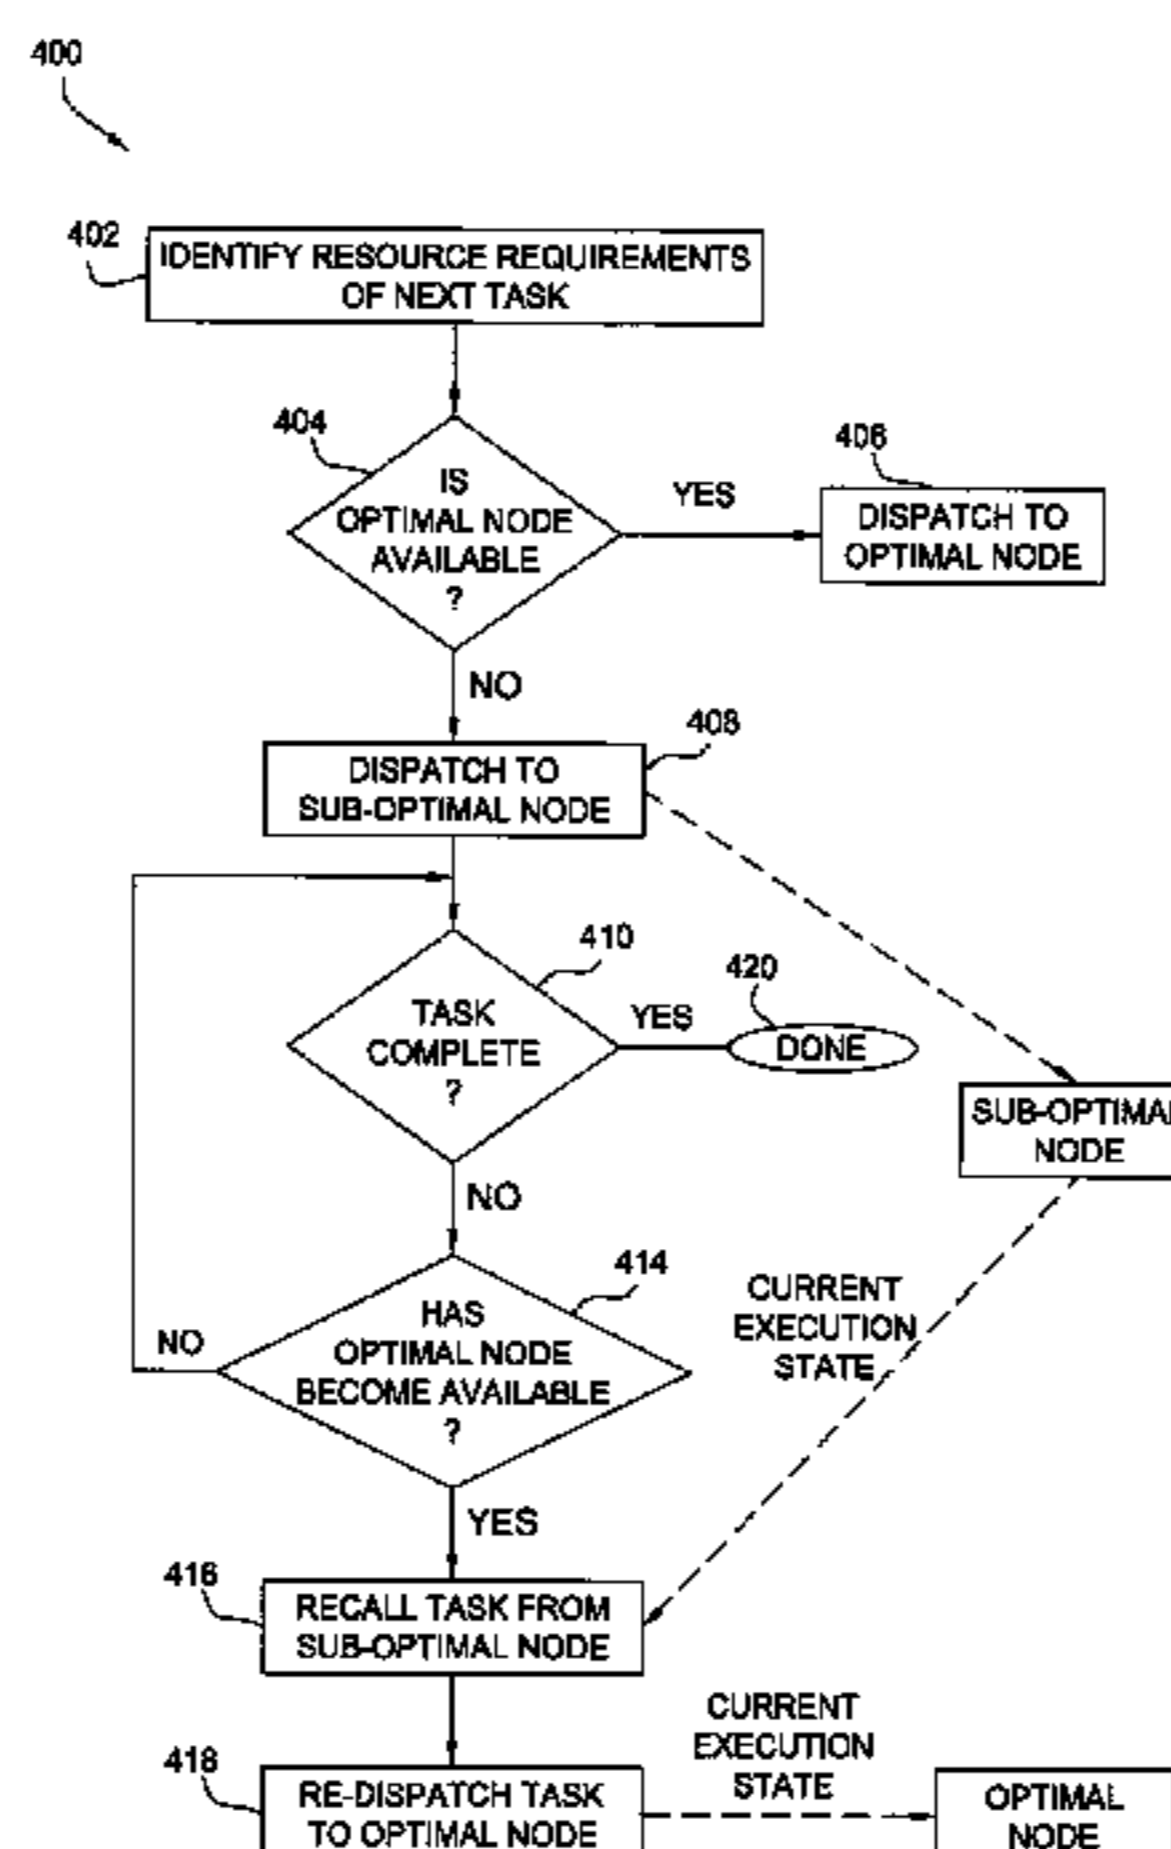 400
402
IDENTIFY RESOURCE REQUIREMENTS
OF NEXT TASK
404
IS
OPTIMAL NODE
AVAILABLE
?
YES
406
DISPATCH TO
OPTIMAL NODE
NO
408
DISPATCH TO
SUB-OPTIMAL NODE
410
TASK
COMPLETE
?
YES
420
DONE
SUB-OPTIMAL
NODE
NO
414
HAS
OPTIMAL NODE
BECOME AVAILABLE
?
NO
CURRENT
EXECUTION
STATE
YES
416
RECALL TASK FROM
SUB-OPTIMAL NODE
418
RE-DISPATCH TASK
TO OPTIMAL NODE
CURRENT
EXECUTION
STATE
OPTIMAL
NODE